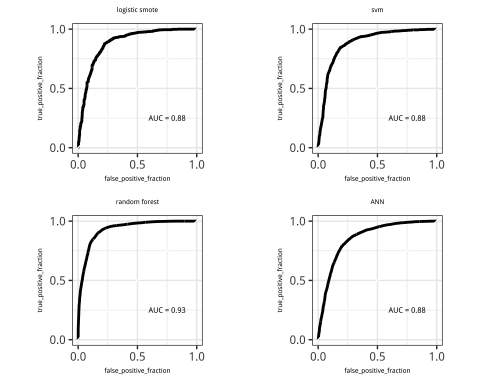 logistic smote
true_positive_fraction
1.0
0.5
0.0
AUC = 0.88
0.0 0.5 1.0
false_positive_fraction
svm
true_positive_fraction
1.0
0.5
0.0
AUC = 0.88
0.0 0.5 1.0
false_positive_fraction
random forest
true_positive_fraction
1.0
0.5
0.0
AUC = 0.93
0.0 0.5 1.0
false_positive_fraction
ANN
true_positive_fraction
1.0
0.5
0.0
AUC = 0.88
0.0 0.5 1.0
false_positive_fraction